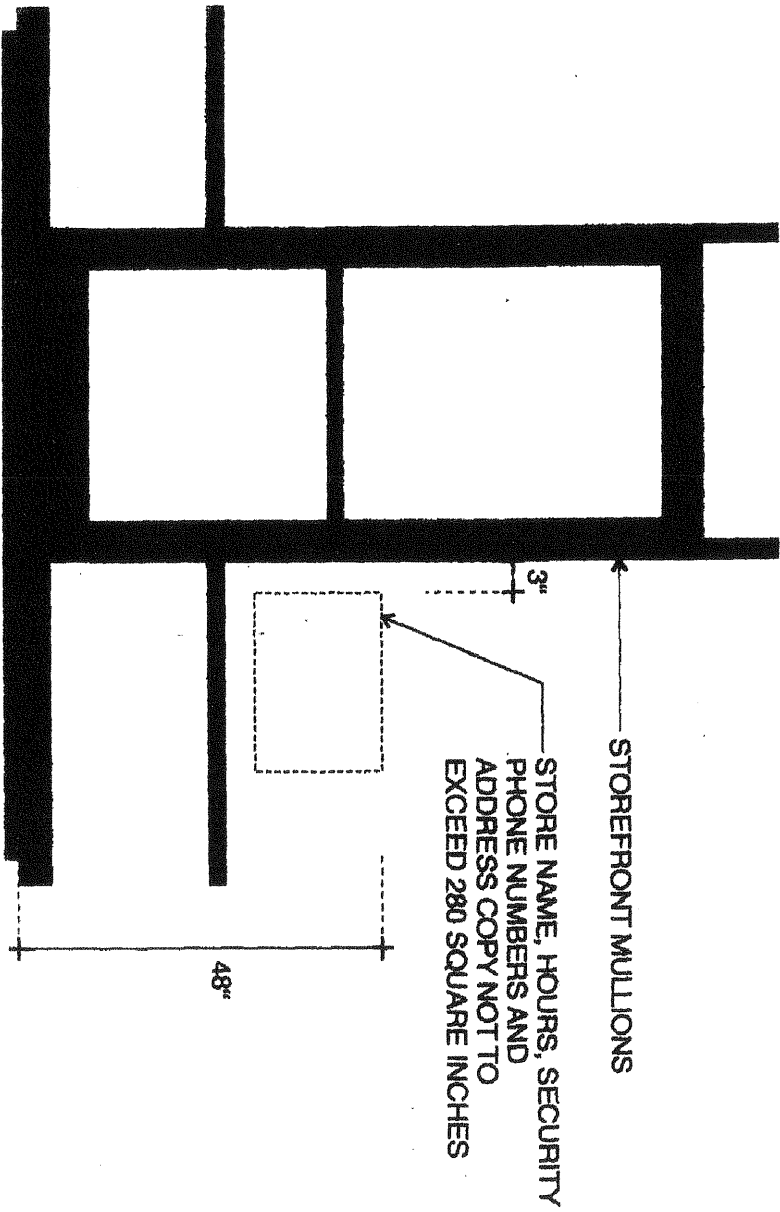 STOREFRONT MULLIONS
3"
STORE NAME, HOURS, SECURITY
PHONE NUMBERS AND
ADDRESS COPY NOT TO
EXCEED 280 SQUARE INCHES
48"